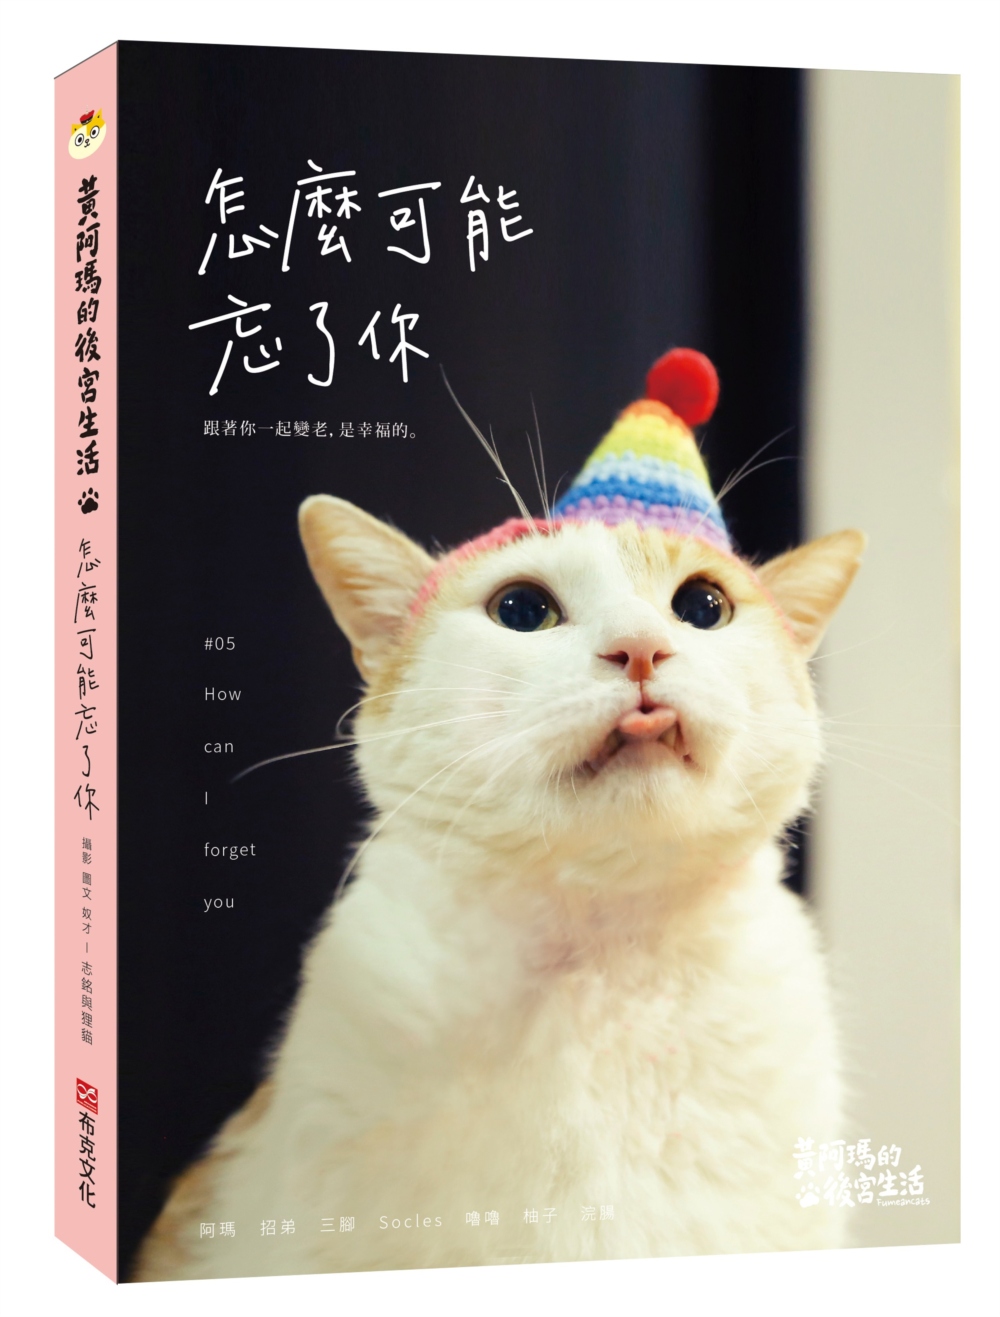 黃阿瑪的後宮生活
怎麼可能忘了你
攝影 圖文 奴才 — 志銘與狸貓
布克文化
怎麼可能
忘了你
跟著你一起變老，是幸福的。
#05
How
can
I
forget
you
阿瑪 招弟 三腳 Socles 嚕嚕 柚子 浣腸
黃阿瑪的
後宮生活
Fumeancats